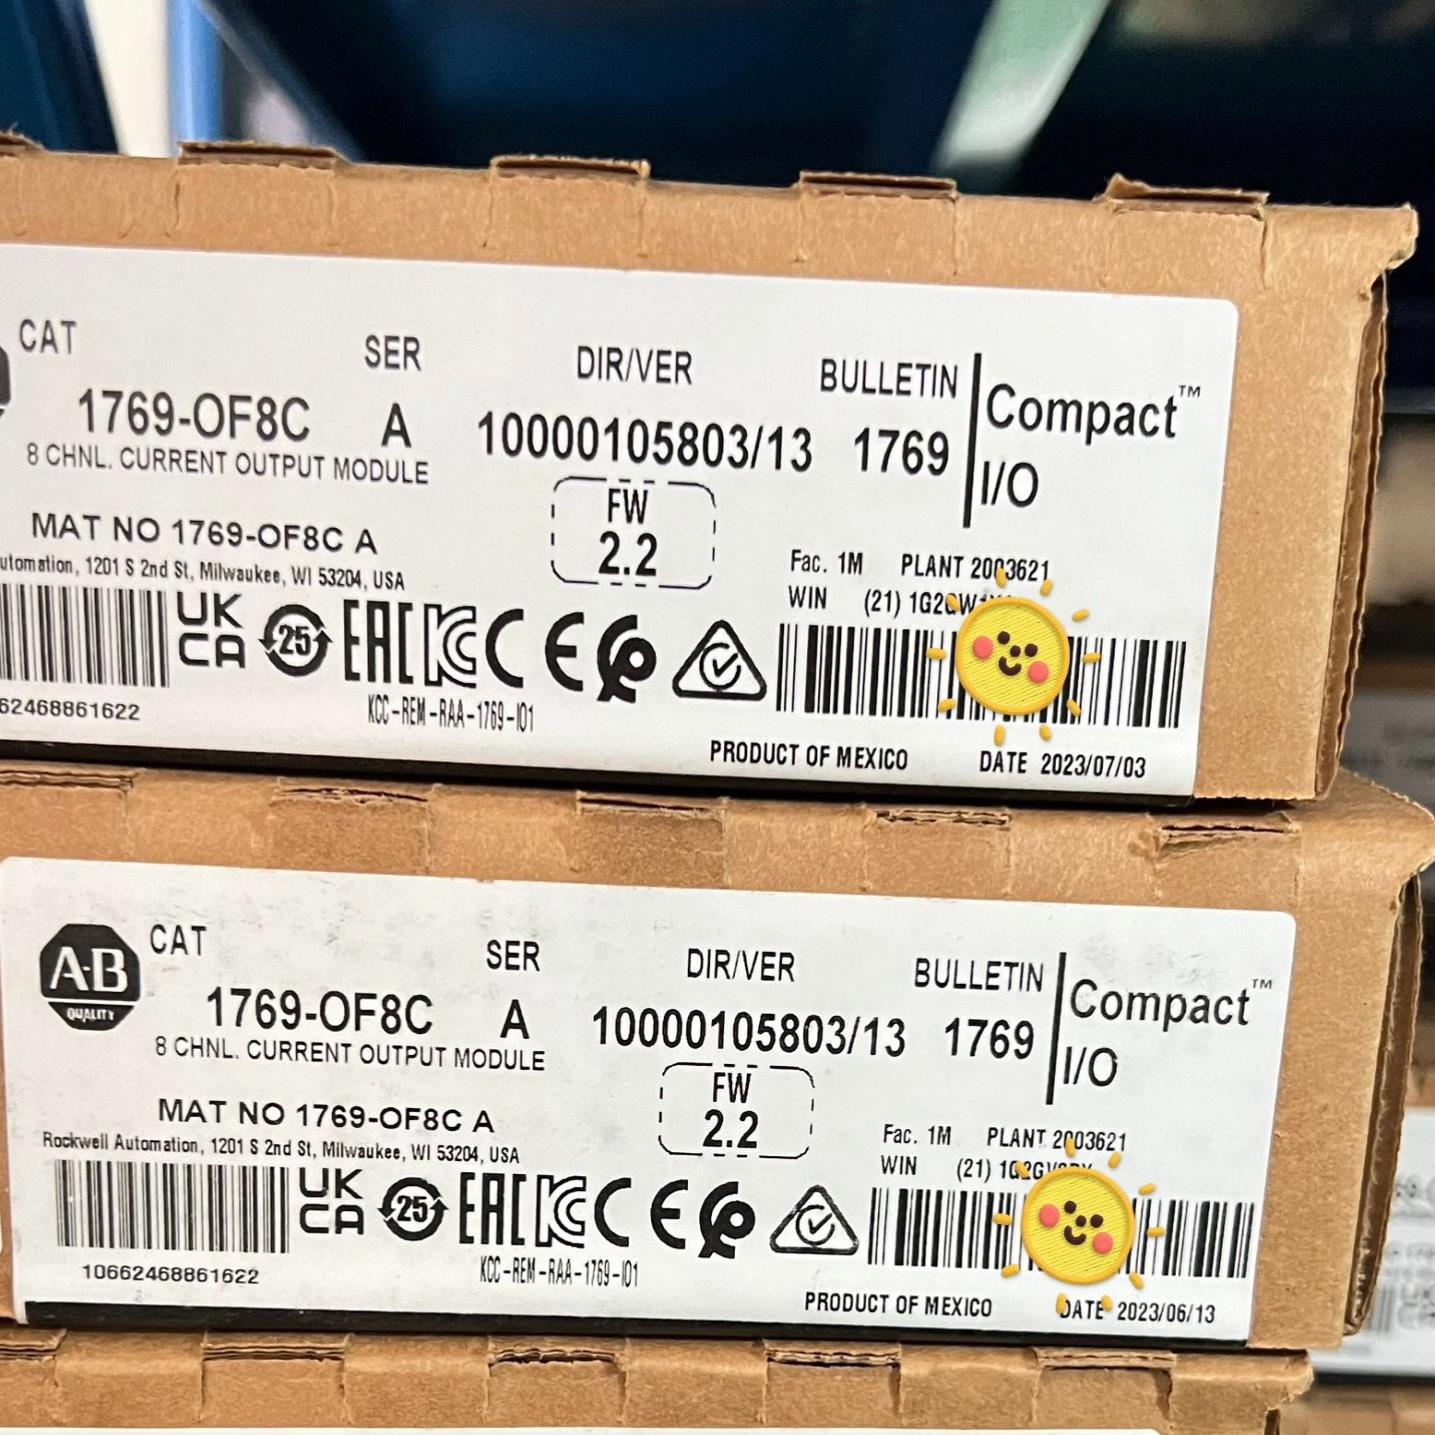 CAT SER DIR/VER BULLETIN
1769-OF8C A 10000105803/13 1769 Compact™ I/O
8 CHNL. CURRENT OUTPUT MODULE
FW
2.2
MAT NO 1769-OF8C A
utomation, 1201 S 2nd St, Milwaukee, WI 53204, USA
Fac. 1M PLANT 2003621
WIN (21)
UK
CA
25
EAC
KC
CE
KCC-REM-RAA-1769-I01
62468861622
PRODUCT OF MEXICO DATE 2023/07/03
A-B
QUALITY
CAT SER DIR/VER BULLETIN
1769-OF8C A 10000105803/13 1769 Compact™ I/O
8 CHNL. CURRENT OUTPUT MODULE
FW
2.2
MAT NO 1769-OF8C A
Rockwell Automation, 1201 S 2nd St, Milwaukee, WI 53204, USA
Fac. 1M PLANT 2003621
WIN (21)
UK
CA
25
EAC
KC
CE
KCC-REM-RAA-1769-I01
10662468861622
PRODUCT OF MEXICO DATE 2023/06/13